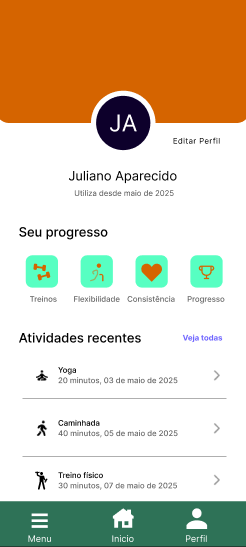 JA
Editar Perfil
Juliano Aparecido
Utiliza desde maio de 2025
Seu progresso
Treinos Flexibilidade Consistência Progresso
Atividades recentes Veja todas
Yoga
20 minutos, 03 de maio de 2025
Caminhada
40 minutos, 05 de maio de 2025
Treino físico
30 minutos, 07 de maio de 2025
Menu Inicio Perfil